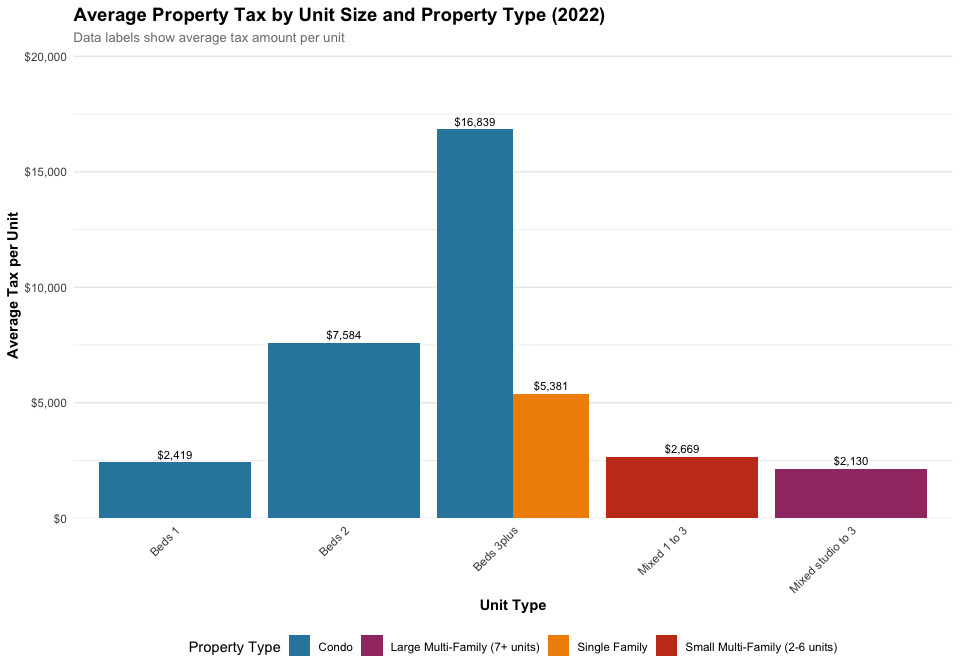 Average Property Tax by Unit Size and Property Type (2022)
Data labels show average tax amount per unit
Average Tax per Unit
$20,000
$15,000
$10,000
$5,000
$0
$2,419
$7,584
$16,839
$5,381
$2,669
$2,130
Beds 1
Beds 2
Beds 3plus
Mixed 1 to 3
Mixed studio to 3
Unit Type
Property Type
Condo
Large Multi-Family (7+ units)
Single Family
Small Multi-Family (2-6 units)